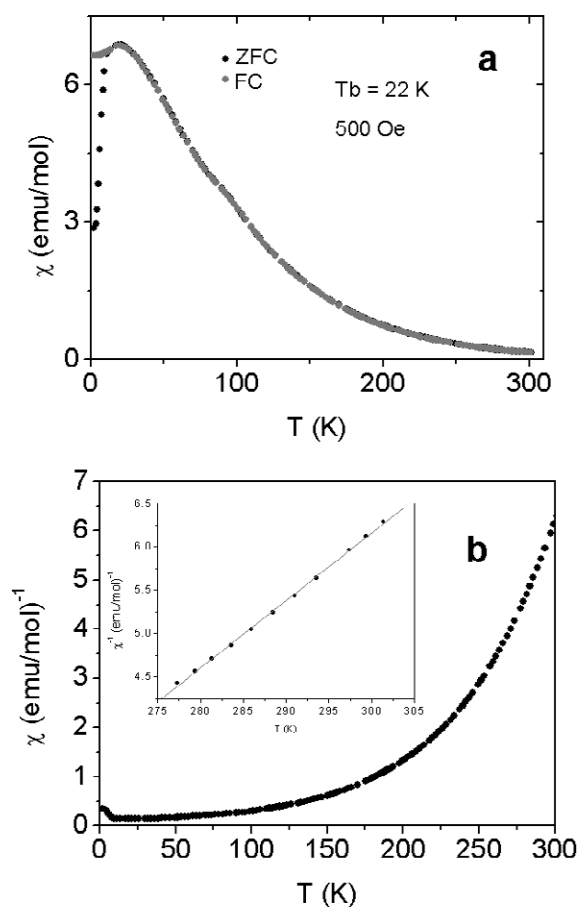 a
ZFC
FC
Tb = 22 K
500 Oe
χ (emu/mol)
6
3
0
0 100 200 300
T (K)
b
χ (emu/mol)⁻¹
7
6
5
4
3
2
1
0
0 50 100 150 200 250 300
T (K)
χ⁻¹ (emu/mol)⁻¹
6.5
6.0
5.5
5.0
4.5
275 280 285 290 295 300 305
T (K)